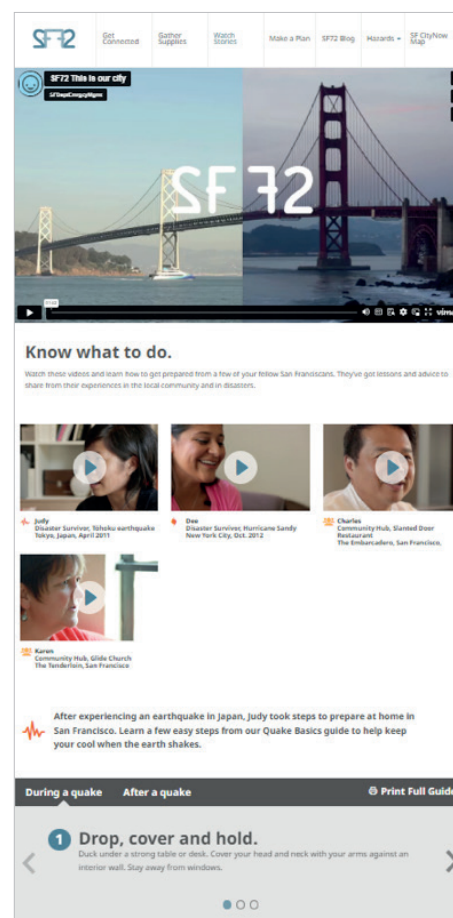 SF72
Get Connected
Gather Supplies
Watch Stories
Make a Plan
SF72 Blog
Hazards
SF CityNow Map
SF72 This is our city
SF72
vime
Know what to do.
Watch these videos and learn how to get prepared from a few of your fellow San Franciscans. They've got lessons and advice to
share from their experiences in the local community and in disasters.
Judy
Disaster Survivor, Tōhoku earthquake
Tokyo, Japan, April 2011
Dee
Disaster Survivor, Hurricane Sandy
New York City, Oct. 2012
Charles
Community Hub, Slanted Door
Restaurant
The Embarcadero, San Francisco,
Karen
Community Hub, Glide Church
The Tenderloin, San Francisco
After experiencing an earthquake in Japan, Judy took steps to prepare at home in
San Francisco. Learn a few easy steps from our Quake Basics guide to help keep
your cool when the earth shakes.
During a quake
After a quake
Print Full Guide
1 Drop, cover and hold.
Duck under a strong table or desk. Cover your head and neck with your arms against an
interior wall. Stay away from windows.